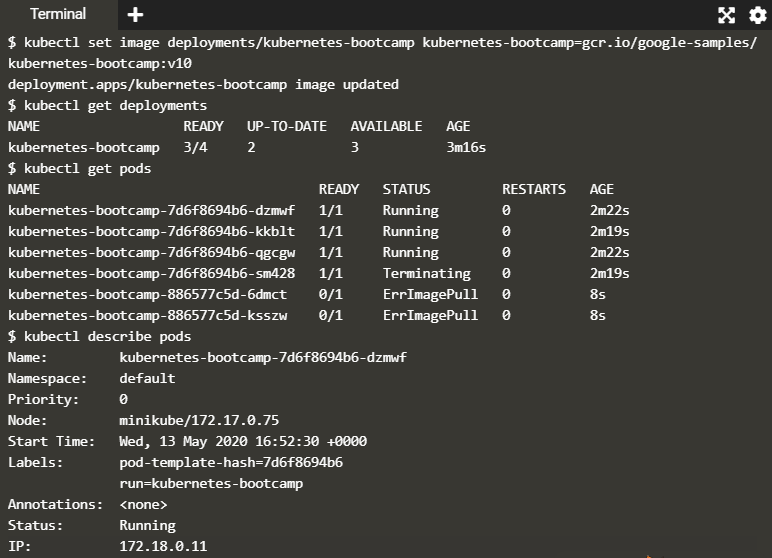 Terminal
$ kubectl set image deployments/kubernetes-bootcamp kubernetes-bootcamp=gcr.io/google-samples/
kubernetes-bootcamp:v10
deployment.apps/kubernetes-bootcamp image updated
$ kubectl get deployments
NAME READY UP-TO-DATE AVAILABLE AGE
kubernetes-bootcamp 3/4 2 3 3m16s
$ kubectl get pods
NAME READY STATUS RESTARTS AGE
kubernetes-bootcamp-7d6f8694b6-dzmwf 1/1 Running 0 2m22s
kubernetes-bootcamp-7d6f8694b6-kkblt 1/1 Running 0 2m19s
kubernetes-bootcamp-7d6f8694b6-qgcgw 1/1 Running 0 2m22s
kubernetes-bootcamp-7d6f8694b6-sm428 1/1 Terminating 0 2m19s
kubernetes-bootcamp-886577c5d-6dmct 0/1 ErrImagePull 0 8s
kubernetes-bootcamp-886577c5d-ksszw 0/1 ErrImagePull 0 8s
$ kubectl describe pods
Name: kubernetes-bootcamp-7d6f8694b6-dzmwf
Namespace: default
Priority: 0
Node: minikube/172.17.0.75
Start Time: Wed, 13 May 2020 16:52:30 +0000
Labels: pod-template-hash=7d6f8694b6
run=kubernetes-bootcamp
Annotations: <none>
Status: Running
IP: 172.18.0.11